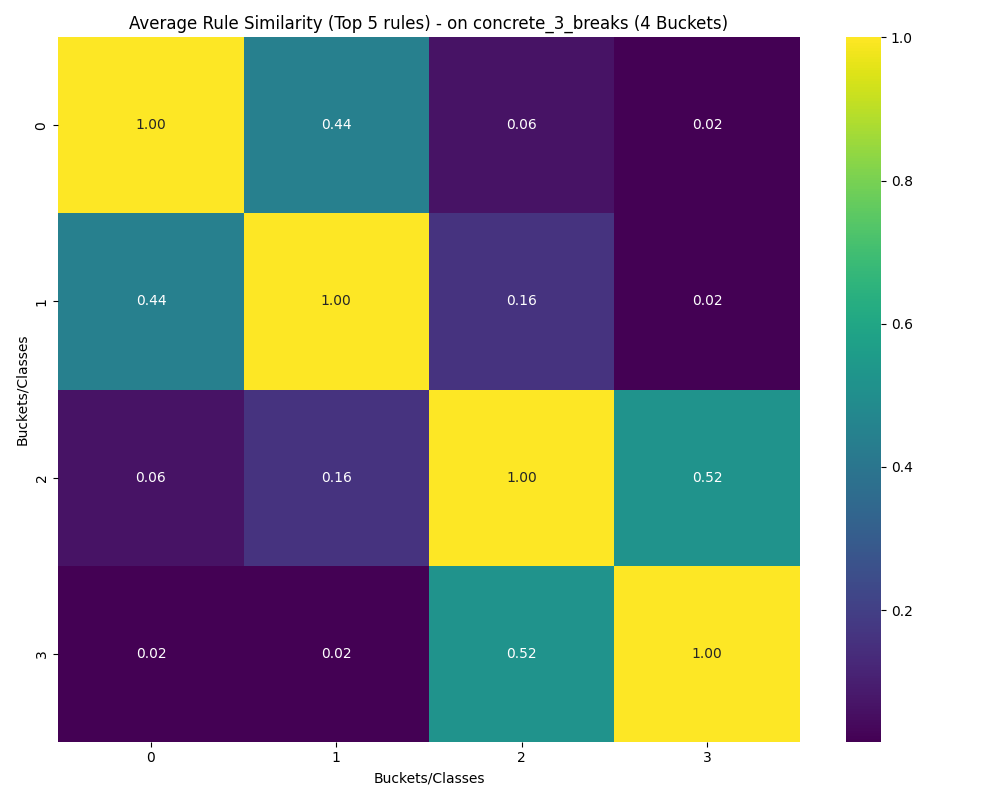 Average Rule Similarity (Top 5 rules) - on concrete_3_breaks (4 Buckets)
1.00 0.44 0.06 0.02
0.44 1.00 0.16 0.02
0.06 0.16 1.00 0.52
0.02 0.02 0.52 1.00
0
1
2
3
Buckets/Classes
0 1 2 3
Buckets/Classes
1.0
0.8
0.6
0.4
0.2